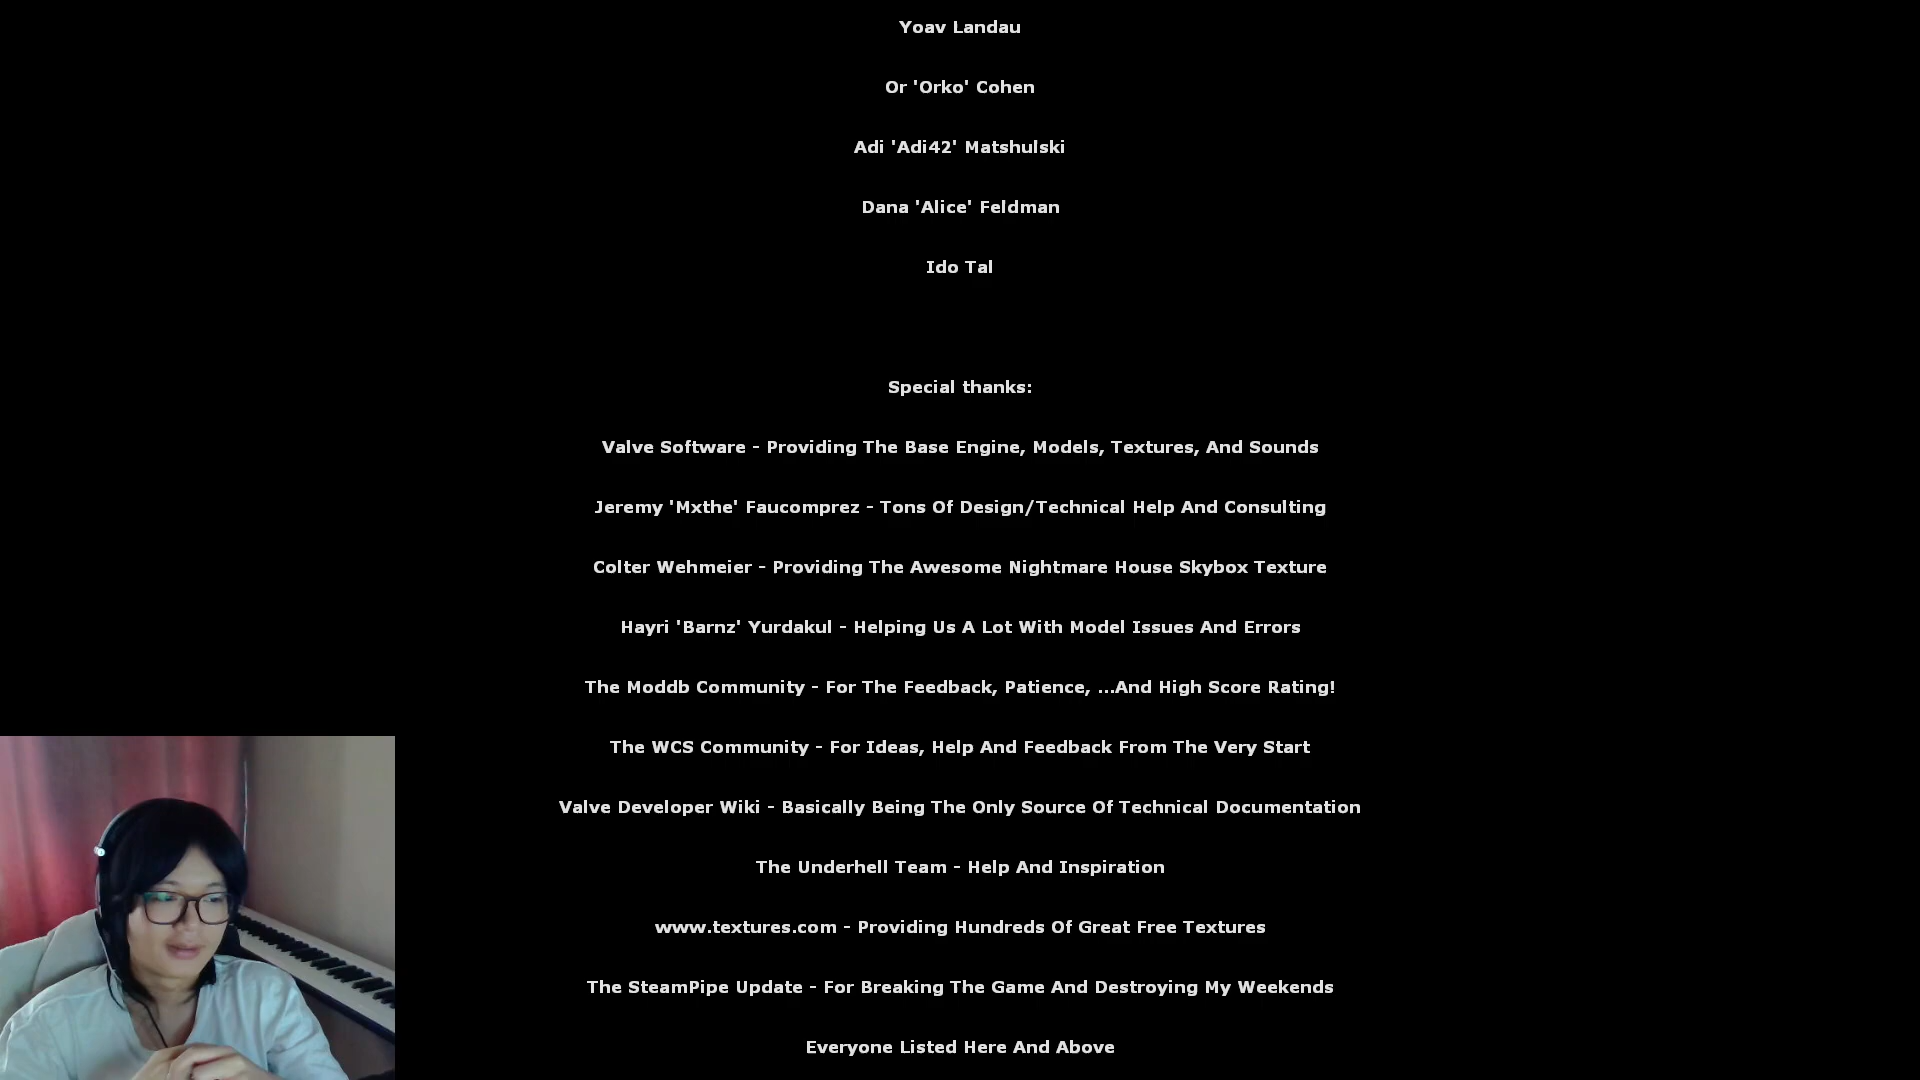 Yoav Landau
Or 'Orko' Cohen
Adi 'Adi42' Matshulski
Dana 'Alice' Feldman
Ido Tal
Special thanks:
Valve Software - Providing The Base Engine, Models, Textures, And Sounds
Jeremy 'Mxthe' Faucomprez - Tons Of Design/Technical Help And Consulting
Colter Wehmeier - Providing The Awesome Nightmare House Skybox Texture
Hayri 'Barnz' Yurdakul - Helping Us A Lot With Model Issues And Errors
The Moddb Community - For The Feedback, Patience, ...And High Score Rating!
The WCS Community - For Ideas, Help And Feedback From The Very Start
Valve Developer Wiki - Basically Being The Only Source Of Technical Documentation
The Underhell Team - Help And Inspiration
www.textures.com - Providing Hundreds Of Great Free Textures
The SteamPipe Update - For Breaking The Game And Destroying My Weekends
Everyone Listed Here And Above